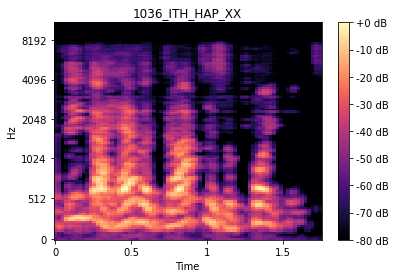 1036_ITH_HAP_XX
Hz
8192
4096
2048
1024
512
0
0
0.5
1
1.5
Time
+0 dB
-10 dB
-20 dB
-30 dB
-40 dB
-50 dB
-60 dB
-70 dB
-80 dB